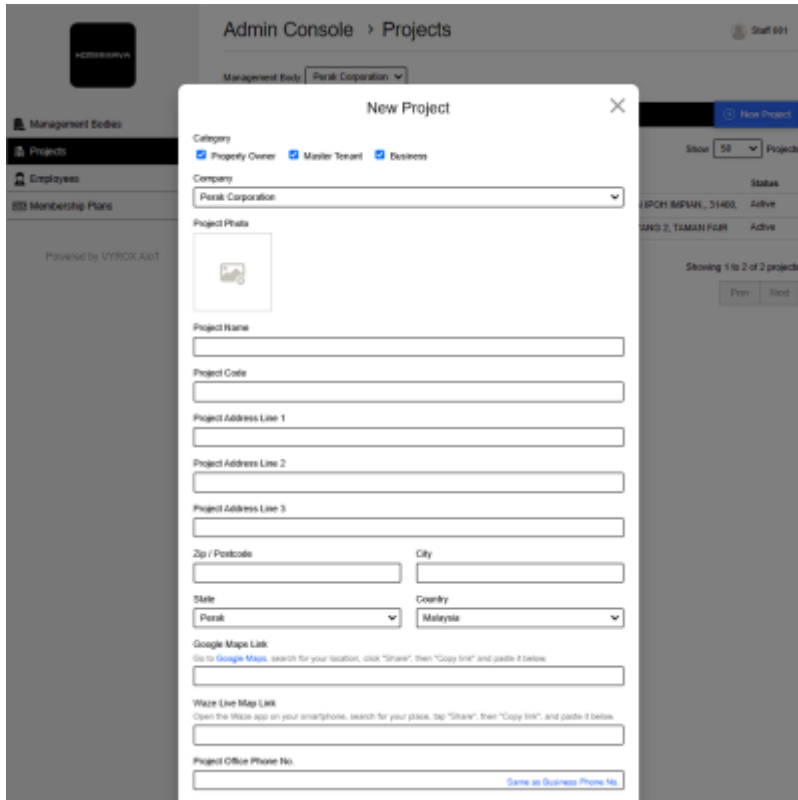 HOMESSAVVI
Admin Console > Projects
Staff 001
Management Body Perak Corporation
Management Bodies
Projects
Employees
Membership Plans
Powered by VYROX AIoT
New Project
Show 50 Projects
Status
IPOH IMPIAN., 31400, Active
2, TAMAN FAIR Active
Showing 1 to 2 of 2 projects
Prev Next
New Project
Category
Property Owner Master Tenant Business
Company
Perak Corporation
Project Photo
Project Name
Project Code
Project Address Line 1
Project Address Line 2
Project Address Line 3
Zip / Postcode City
State Country
Perak Malaysia
Google Maps Link
Go to Google Maps, search for your location, click "Share", then "Copy link" and paste it below.
Waze Live Map Link
Open the Waze app on your smartphone, search for your place, tap "Share", then "Copy link", and paste it below.
Project Office Phone No.
Same as Business Phone No.